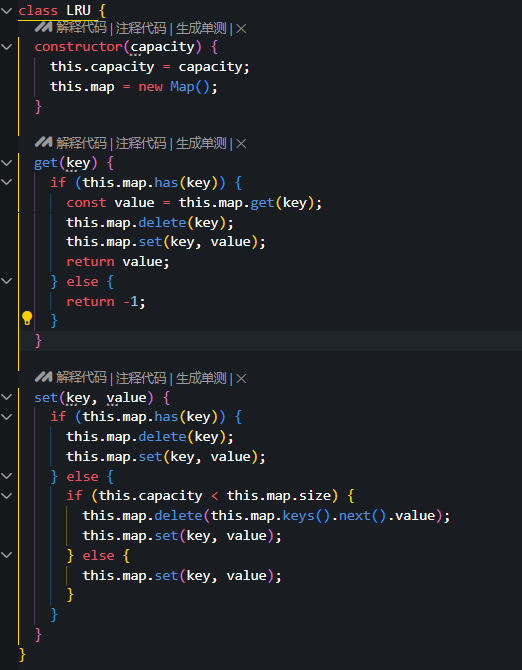 class LRU {
解释代码 | 注释代码 | 生成单测 | ×
constructor(capacity) {
this.capacity = capacity;
this.map = new Map();
}
解释代码 | 注释代码 | 生成单测 | ×
get(key) {
if (this.map.has(key)) {
const value = this.map.get(key);
this.map.delete(key);
this.map.set(key, value);
return value;
} else {
return -1;
}
}
解释代码 | 注释代码 | 生成单测 | ×
set(key, value) {
if (this.map.has(key)) {
this.map.delete(key);
this.map.set(key, value);
} else {
if (this.capacity < this.map.size) {
this.map.delete(this.map.keys().next().value);
this.map.set(key, value);
} else {
this.map.set(key, value);
}
}
}
}